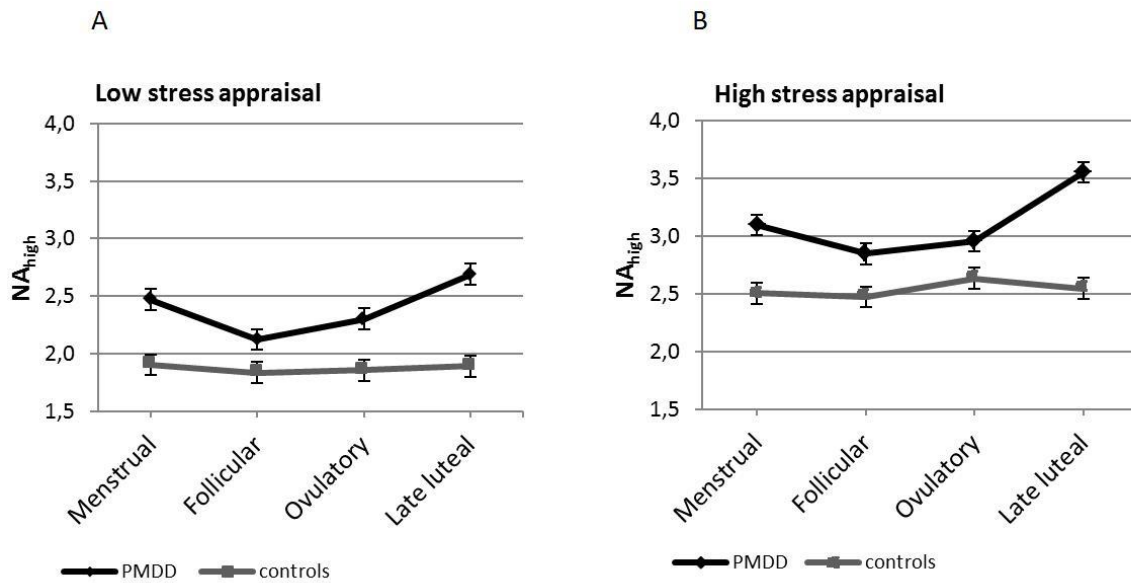 A
Low stress appraisal
4,0
3,5
3,0
2,5
2,0
1,5
NAhigh
Menstrual
Follicular
Ovulatory
Late luteal
PMDD controls
B
High stress appraisal
4,0
3,5
3,0
2,5
2,0
1,5
NAhigh
Menstrual
Follicular
Ovulatory
Late luteal
PMDD controls